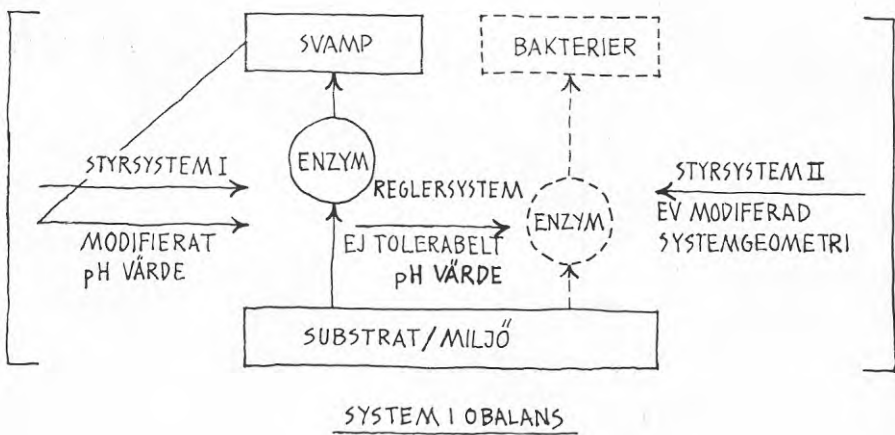 SVAMP
BAKTERIER
STYRSYSTEM I
ENZYM
REGLERSYSTEM
ENZYM
STYRSYSTEM II
MODIFIERAT
pH VÄRDE
EJ TOLERABELT
pH VÄRDE
EV MODIFERAD
SYSTEMGEOMETRI
SUBSTRAT/MILJÖ
SYSTEM I OBALANS